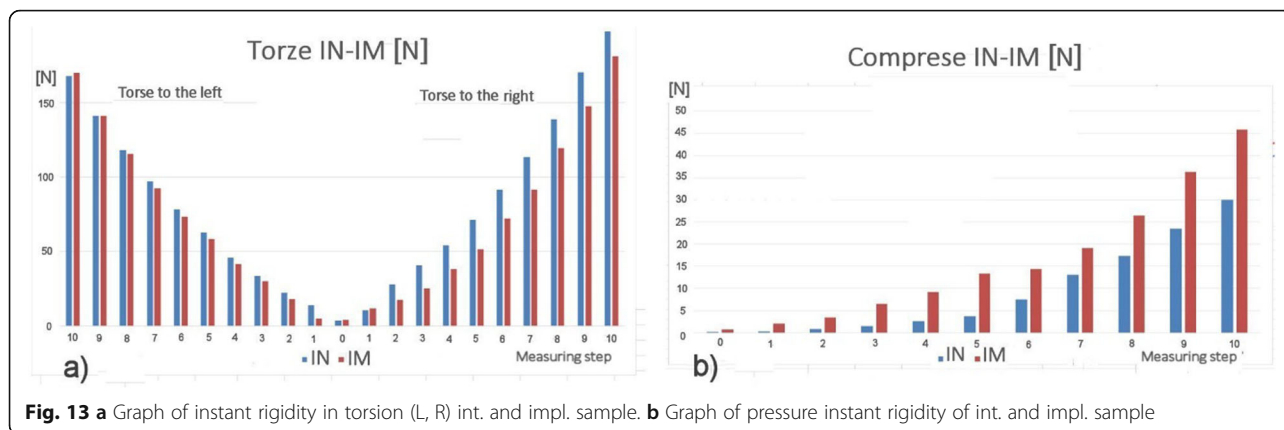 Torze IN-IM [N]
[N]
Torse to the left
Torse to the right
150
100
50
0
10 9 8 7 6 5 4 3 2 1 0 1 2 3 4 5 6 7 8 9 10
IN IM
Measuring step
a)
Comprese IN-IM [N]
[N]
50
45
40
35
30
25
20
15
10
5
0
0 1 2 3 4 5 6 7 8 9 10
IN IM
Measuring step
b)
Fig. 13 a Graph of instant rigidity in torsion (L, R) int. and impl. sample. b Graph of pressure instant rigidity of int. and impl. sample